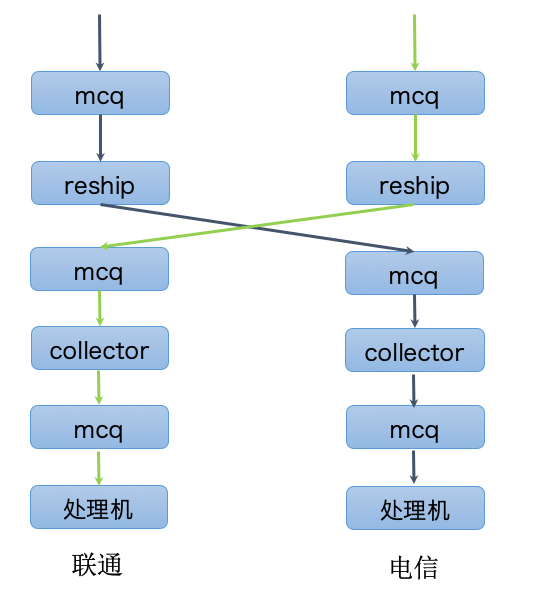 mcq
mcq
reship
reship
mcq
mcq
collector
collector
mcq
mcq
处理机
处理机
联通
电信